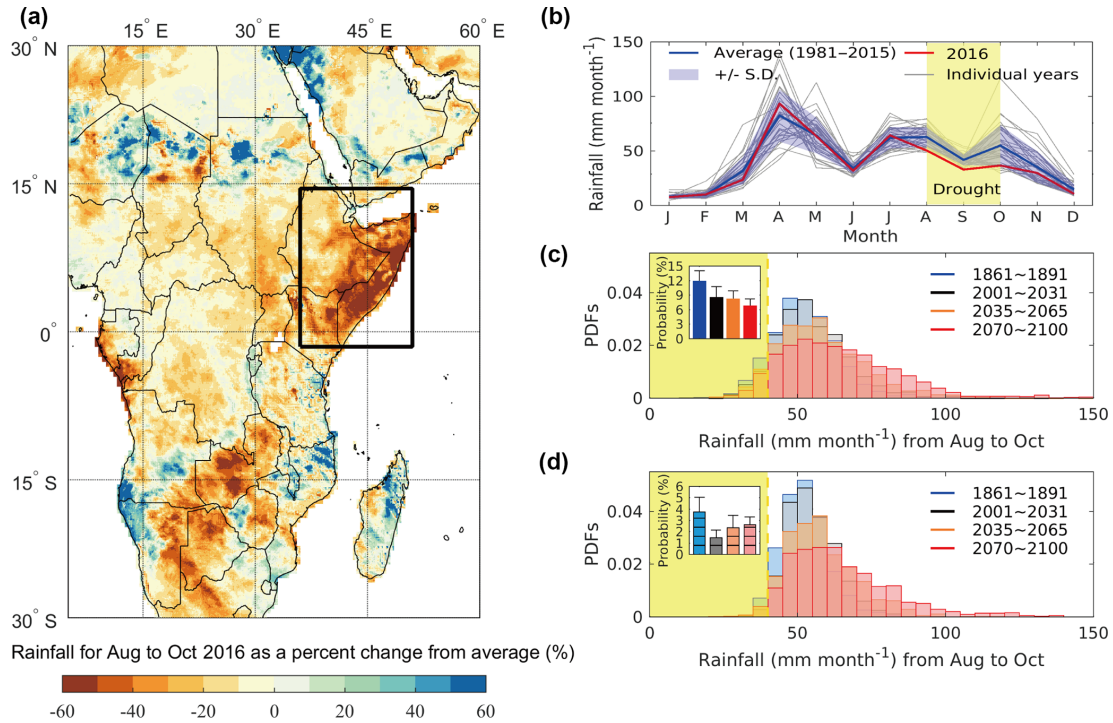 (a)
15° E 30° E 45° E 60° E
30° N
15° N
0°
15° S
30° S
Rainfall for Aug to Oct 2016 as a percent change from average (%)
-60 -40 -20 0 20 40 60
(b)
Rainfall (mm month-1)
150
100
50
0
Average (1981–2015)
+/- S.D.
2016
Individual years
Drought
J F M A M J J A S O N D
Month
(c)
PDFs
0.04
0.02
0
Probability (%)
15
12
9
6
3
0
1861~1891
2001~2031
2035~2065
2070~2100
0 50 100 150
Rainfall (mm month-1) from Aug to Oct
(d)
PDFs
0.04
0.02
0
Probability (%)
6
5
4
3
2
1
0
1861~1891
2001~2031
2035~2065
2070~2100
0 50 100 150
Rainfall (mm month-1) from Aug to Oct